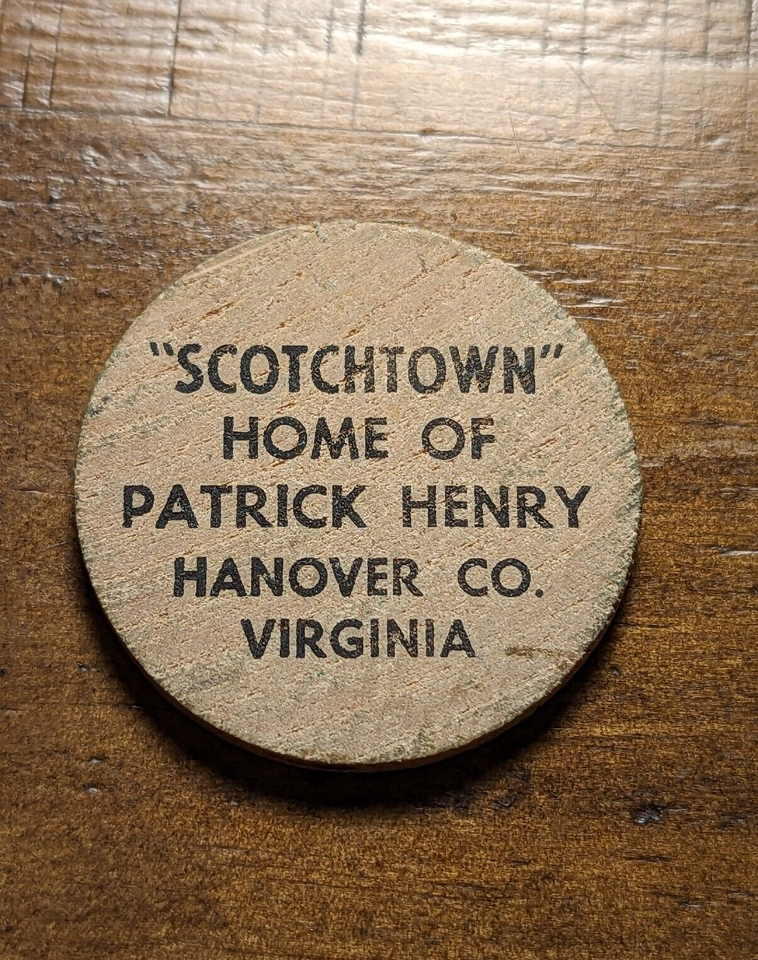 "SCOTCHTOWN"
HOME OF
PATRICK HENRY
HANOVER CO.
VIRGINIA